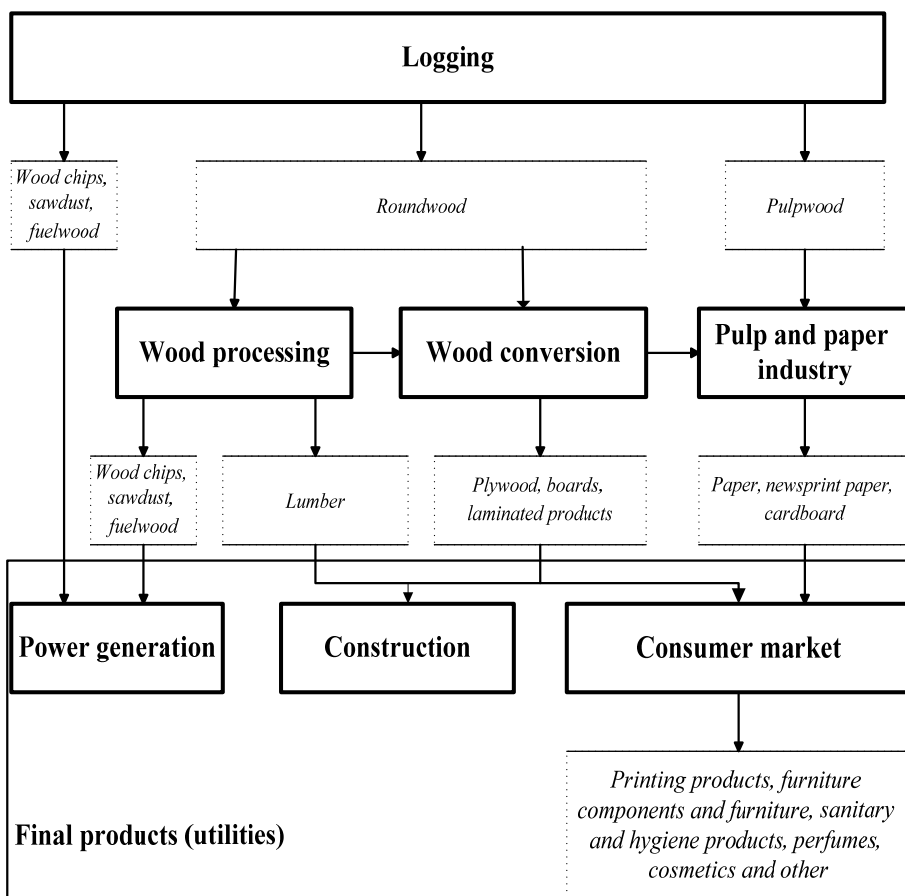 Logging
Wood chips,
sawdust,
fuelwood
Roundwood
Pulpwood
Wood processing
Wood conversion
Pulp and paper
industry
Wood chips,
sawdust,
fuelwood
Lumber
Plywood, boards,
laminated products
Paper, newsprint paper,
cardboard
Power generation
Construction
Consumer market
Printing products, furniture
components and furniture, sanitary
and hygiene products, perfumes,
cosmetics and other
Final products (utilities)